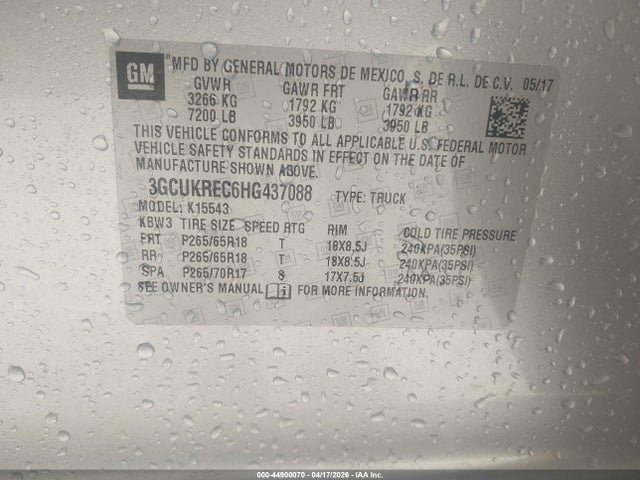 GM
® MFD BY GENERAL MOTORS DE MEXICO, S. DE R.L. DE C.V. 05/17
GVWR GAWR FRT GAWR RR
3266 KG 1792 KG 1792 KG
7200 LB 3950 LB 3950 LB
THIS VEHICLE CONFORMS TO ALL APPLICABLE U.S. FEDERAL MOTOR
VEHICLE SAFETY STANDARDS IN EFFECT ON THE DATE OF
MANUFACTURE SHOWN ABOVE.
3GCUKREC6HG437088 TYPE: TRUCK
MODEL: K15543
KBW3 TIRE SIZE SPEED RTG RIM COLD TIRE PRESSURE
FRT P265/65R18 T 18X8.5J 240KPA(35PSI)
RR P265/65R18 T 18X8.5J 240KPA(35PSI)
SPA P265/70R17 S 17X7.5J 240KPA(35PSI)
SEE OWNER'S MANUAL i FOR MORE INFORMATION.
000-44900070 - 04/17/2026 - IAA Inc.